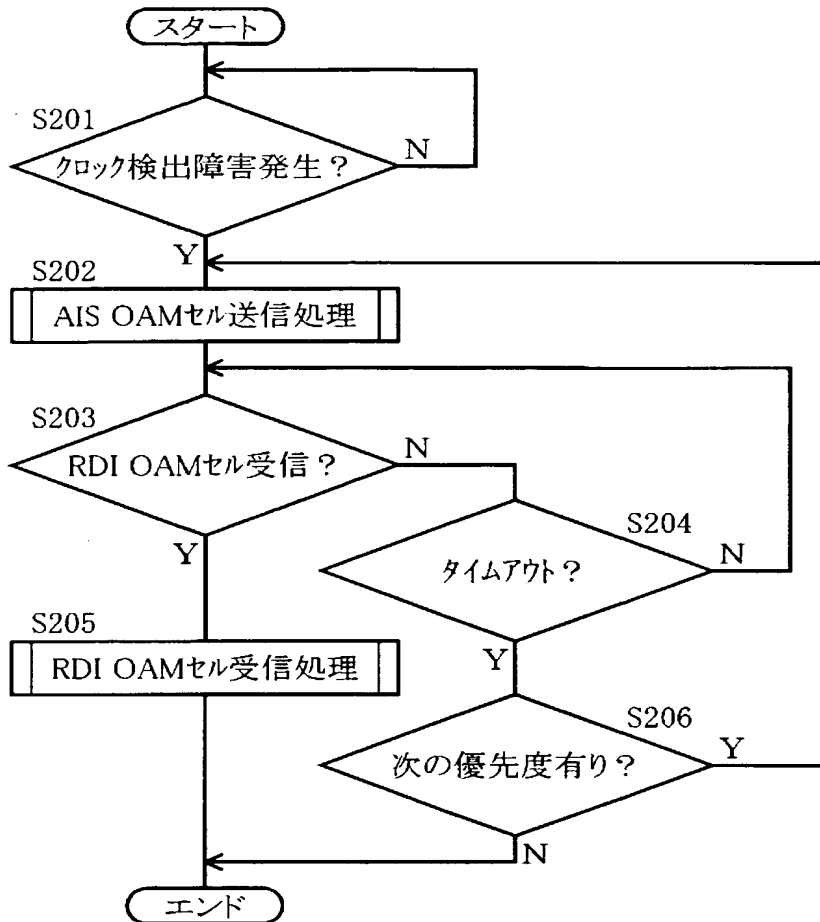 スタート
S201
クロック検出障害発生？
N
Y
S202
AIS OAMセル送信処理
S203
RDI OAMセル受信？
N
Y
S204
タイムアウト？
N
Y
S205
RDI OAMセル受信処理
S206
次の優先度有り？
Y
N
エンド